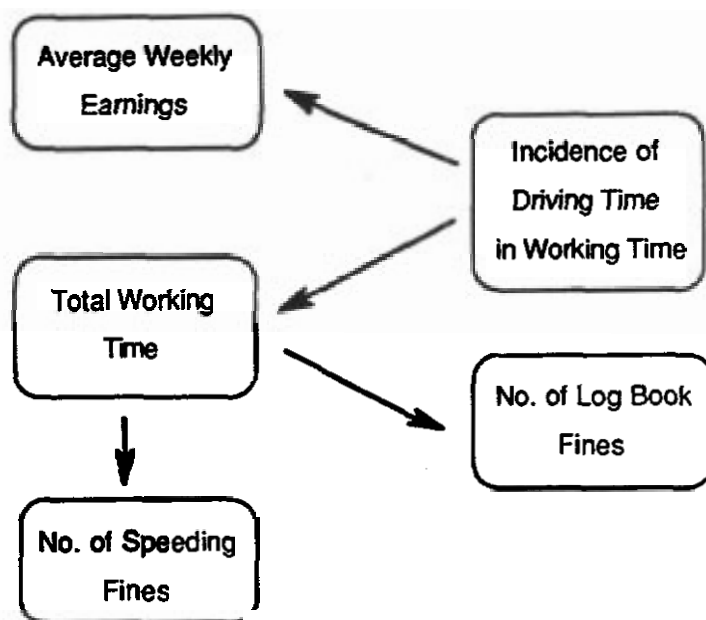 Average Weekly
Earnings
Incidence of
Driving Time
in Working Time
Total Working
Time
No. of Log Book
Fines
No. of Speeding
Fines